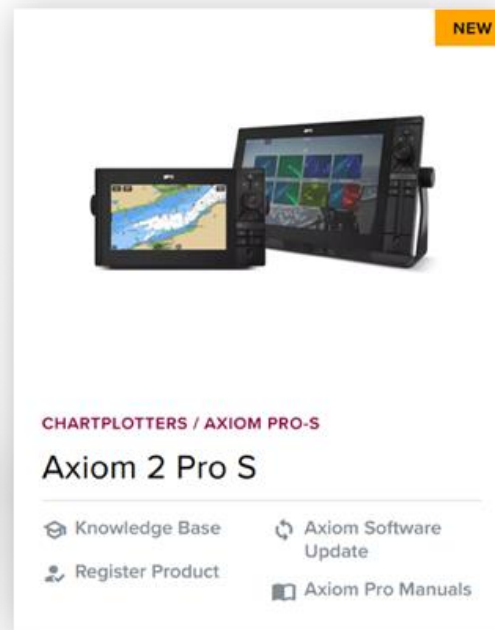 NEW
CHARTPLOTTERS / AXIOM PRO-S
Axiom 2 Pro S
Knowledge Base
Axiom Software
Update
Register Product
Axiom Pro Manuals